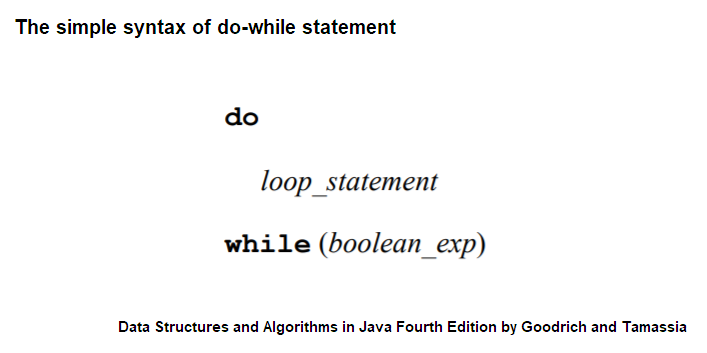 The simple syntax of do-while statement
do
loop_statement
while (boolean_exp)
Data Structures and Algorithms in Java Fourth Edition by Goodrich and Tamassia